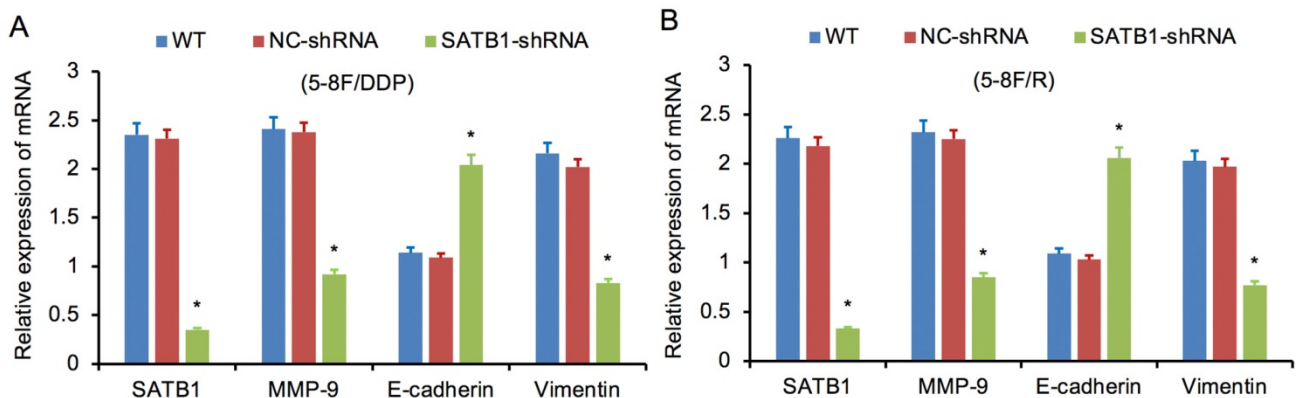 A
WT NC-shRNA SATB1-shRNA
(5-8F/DDP)
Relative expression of mRNA
3
2.5
2
1.5
1
0.5
0
*
*
*
*
SATB1 MMP-9 E-cadherin Vimentin
B
WT NC-shRNA SATB1-shRNA
(5-8F/R)
Relative expression of mRNA
3
2.5
2
1.5
1
0.5
0
*
*
*
*
SATB1 MMP-9 E-cadherin Vimentin